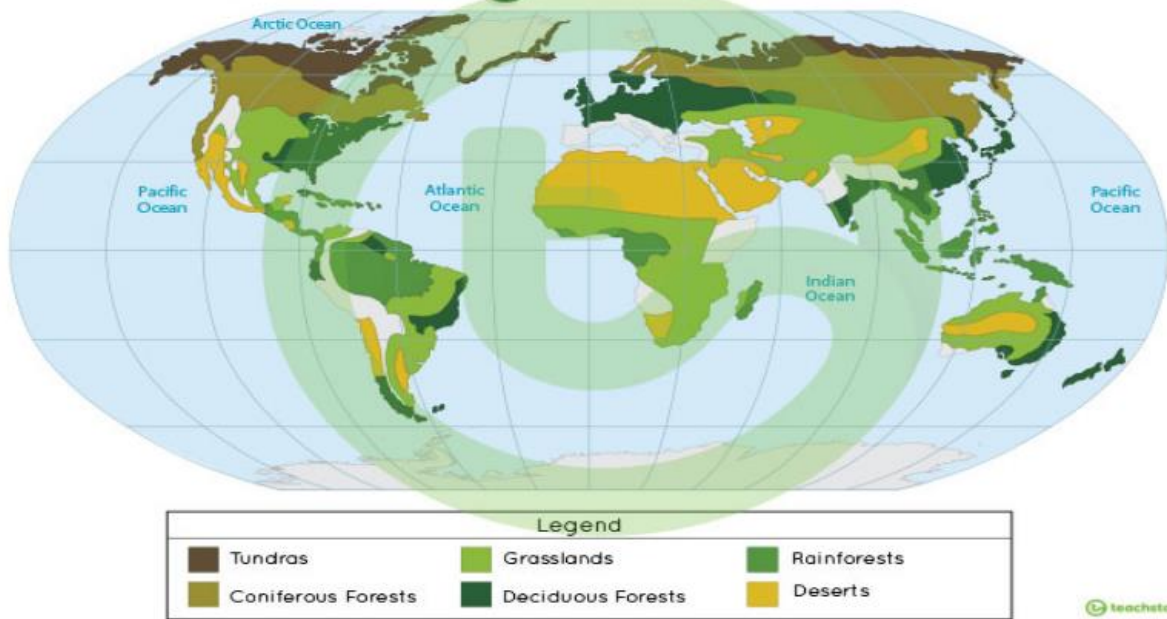 Arctic Ocean
Pacific
Ocean
Atlantic
Ocean
Pacific
Ocean
Indian
Ocean
Legend
Tundras
Grasslands
Rainforests
Coniferous Forests
Deciduous Forests
Deserts